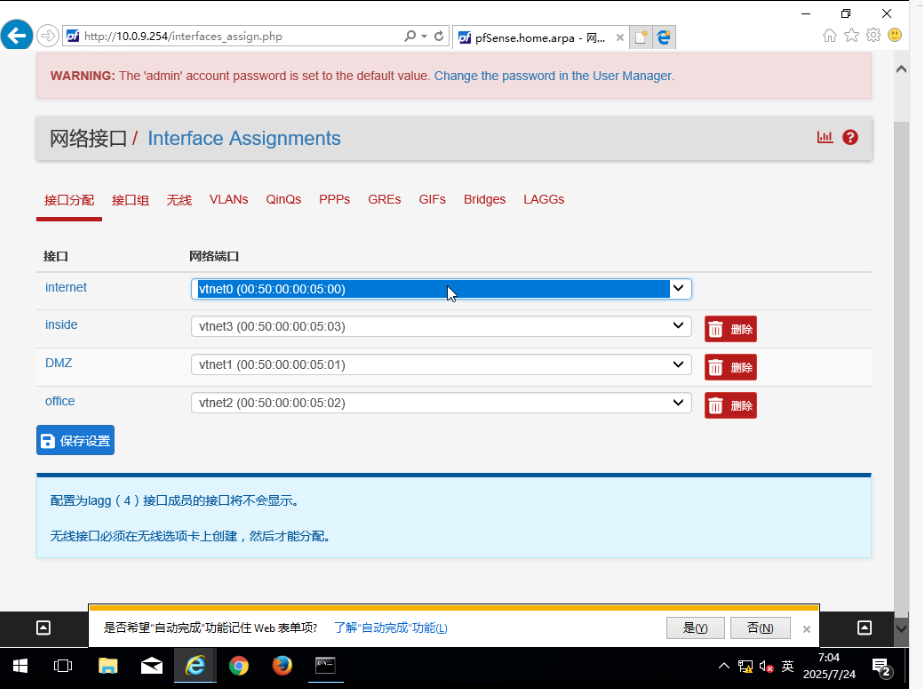 http://10.0.9.254/interfaces_assign.php
pfSense.home.arpa - 网...
WARNING: The 'admin' account password is set to the default value. Change the password in the User Manager.
网络接口 / Interface Assignments
接口分配 接口组 无线 VLANs QinQs PPPs GREs GIFs Bridges LAGGs
接口 网络端口
internet vtnet0 (00:50:00:00:05:00)
inside vtnet3 (00:50:00:00:05:03) 删除
DMZ vtnet1 (00:50:00:00:05:01) 删除
office vtnet2 (00:50:00:00:05:02) 删除
保存设置
配置为lagg（4）接口成员的接口将不会显示。
无线接口必须在无线选项卡上创建，然后才能分配。
是否希望“自动完成”功能记住 Web 表单项? 了解“自动完成”功能(L) 是(Y) 否(N)
英
7:04
2025/7/24
2